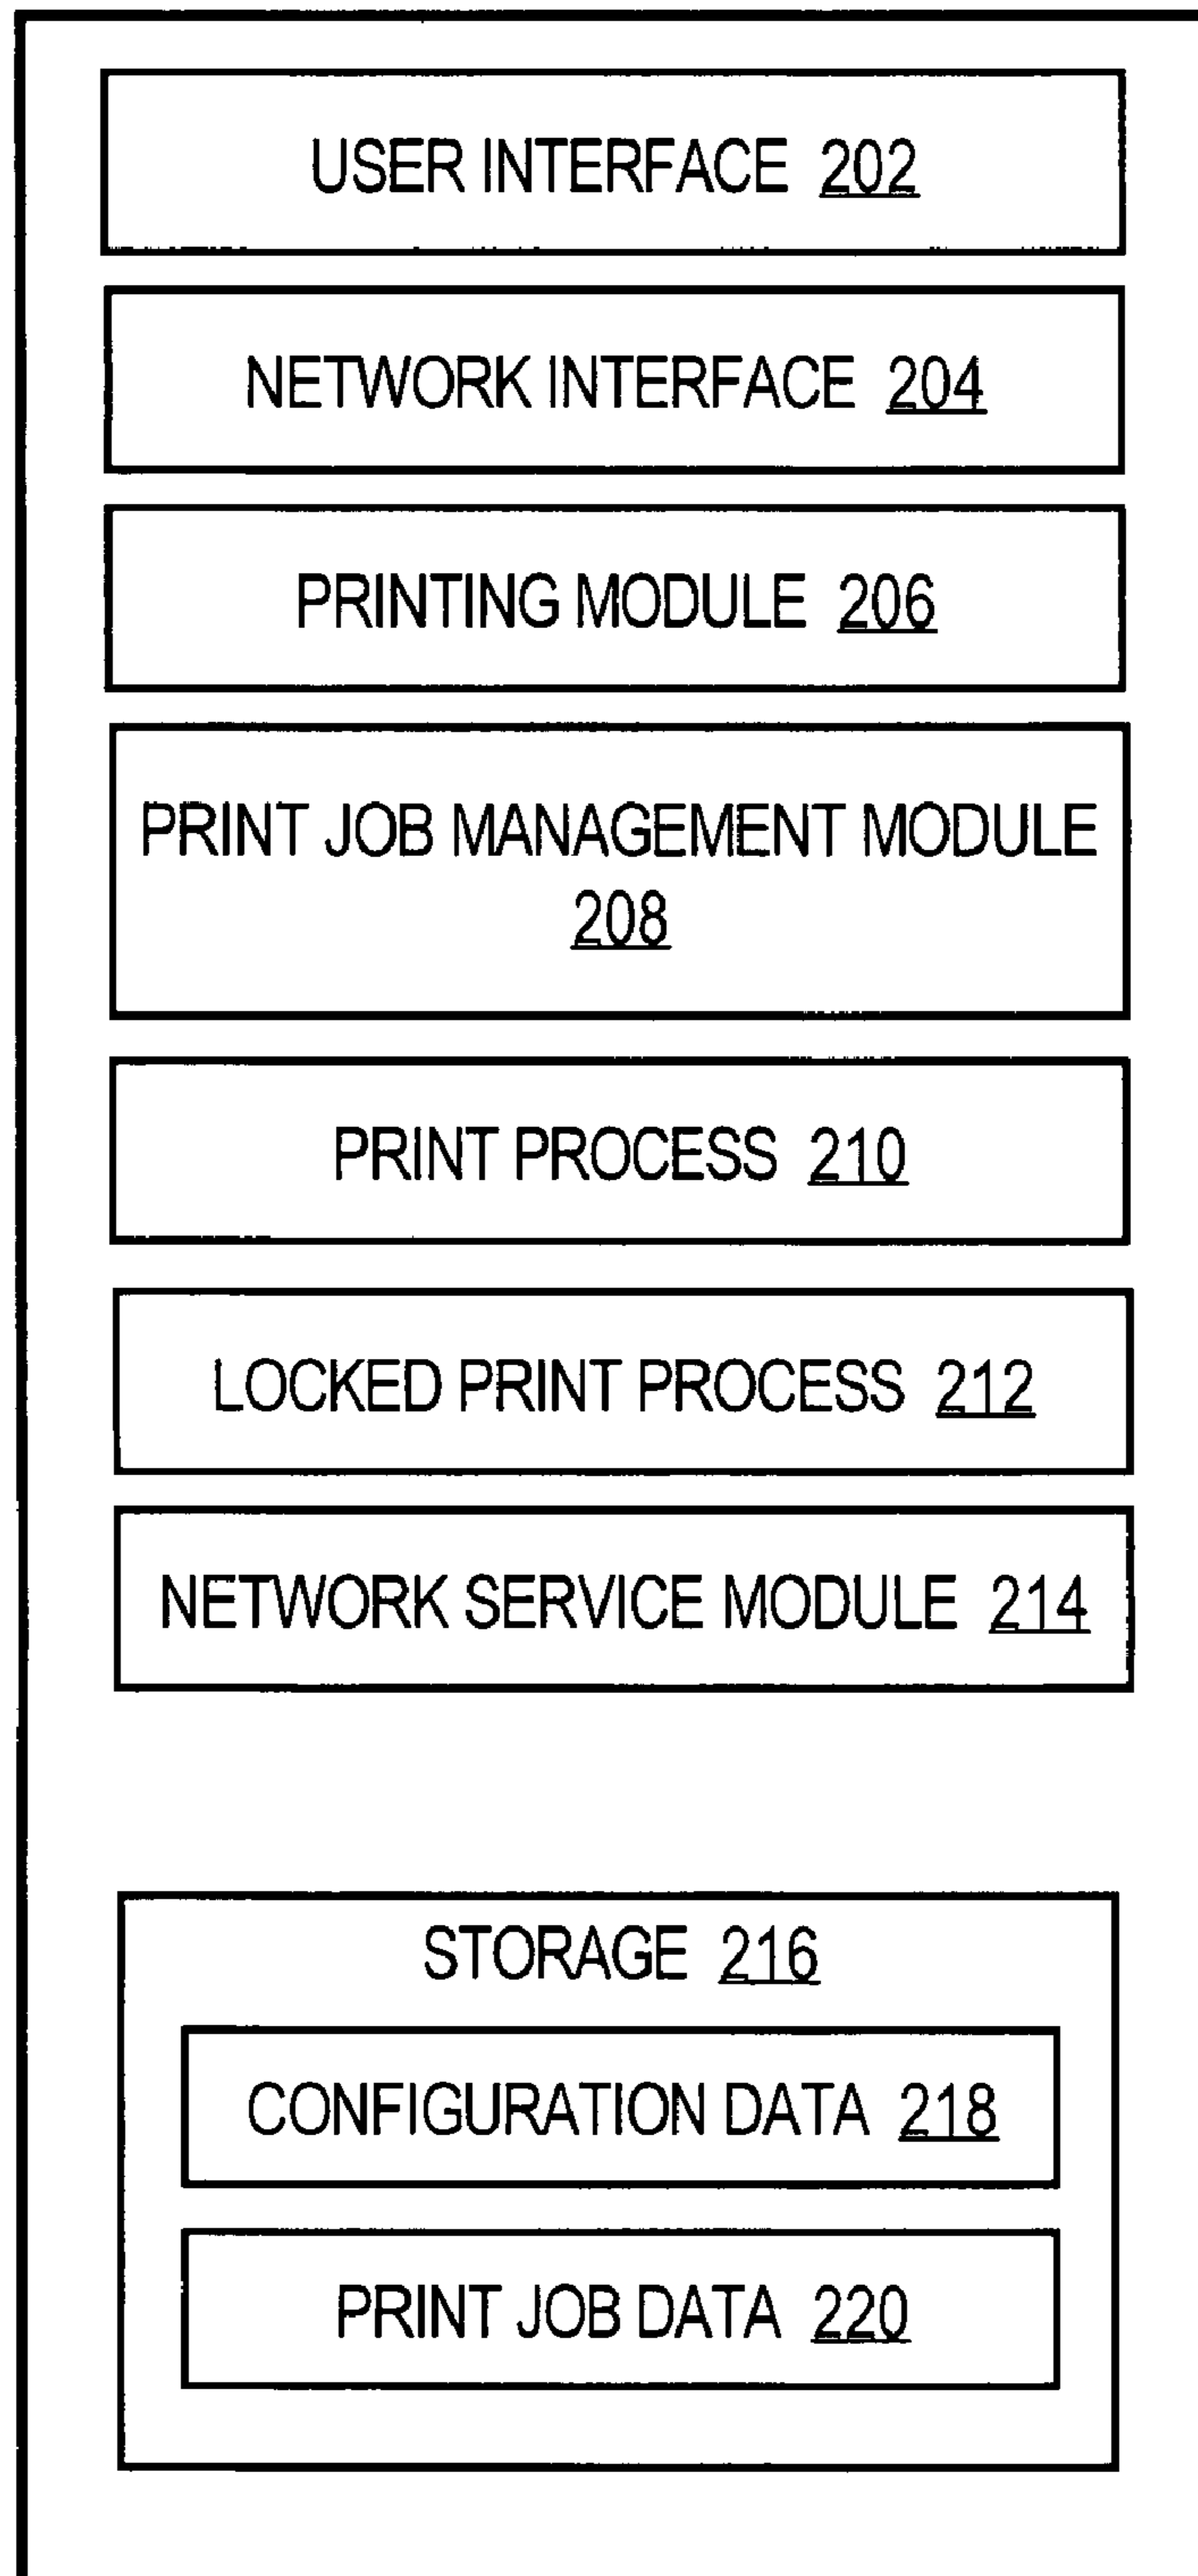 USER INTERFACE 202
NETWORK INTERFACE 204
PRINTING MODULE 206
PRINT JOB MANAGEMENT MODULE
208
PRINT PROCESS 210
LOCKED PRINT PROCESS 212
NETWORK SERVICE MODULE 214
STORAGE 216
CONFIGURATION DATA 218
PRINT JOB DATA 220